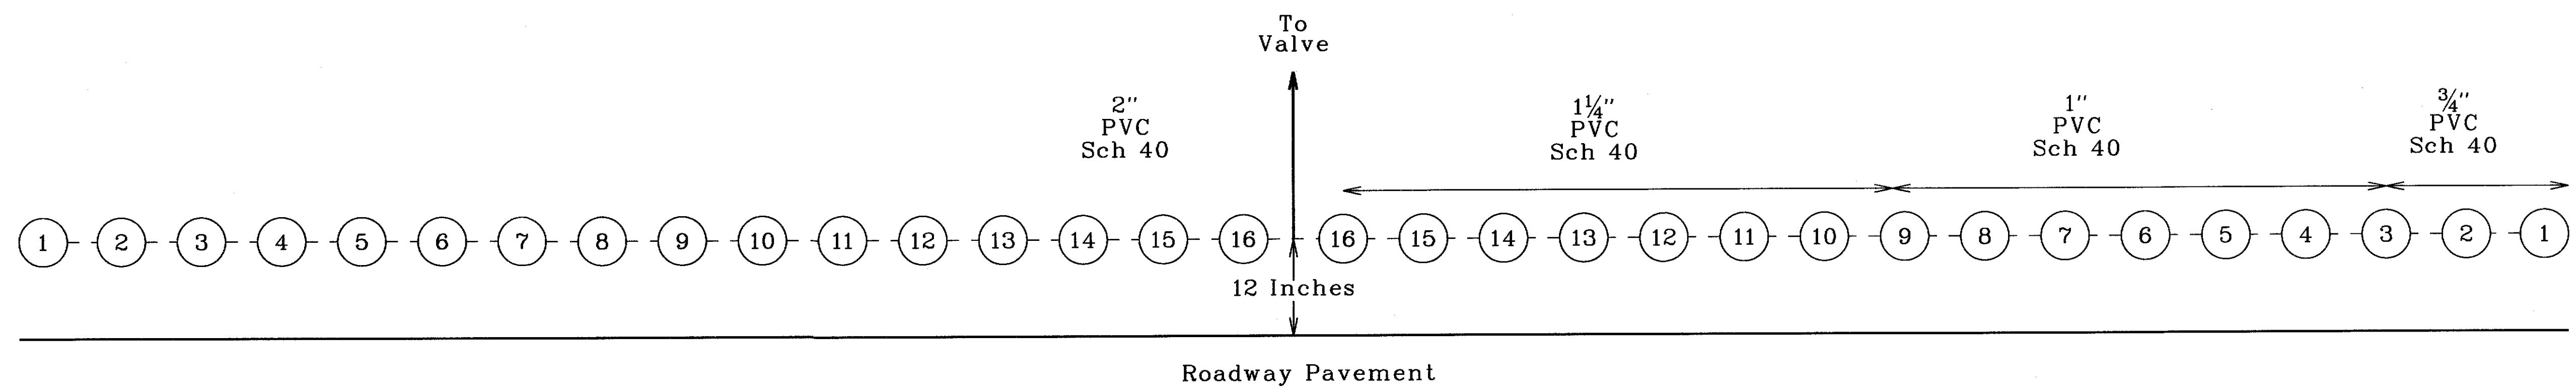 To
Valve
2"
PVC
Sch 40
1¼"
PVC
Sch 40
1"
PVC
Sch 40
¾"
PVC
Sch 40
1 2 3 4 5 6 7 8 9 10 11 12 13 14 15 16 16 15 14 13 12 11 10 9 8 7 6 5 4 3 2 1
12 Inches
Roadway Pavement